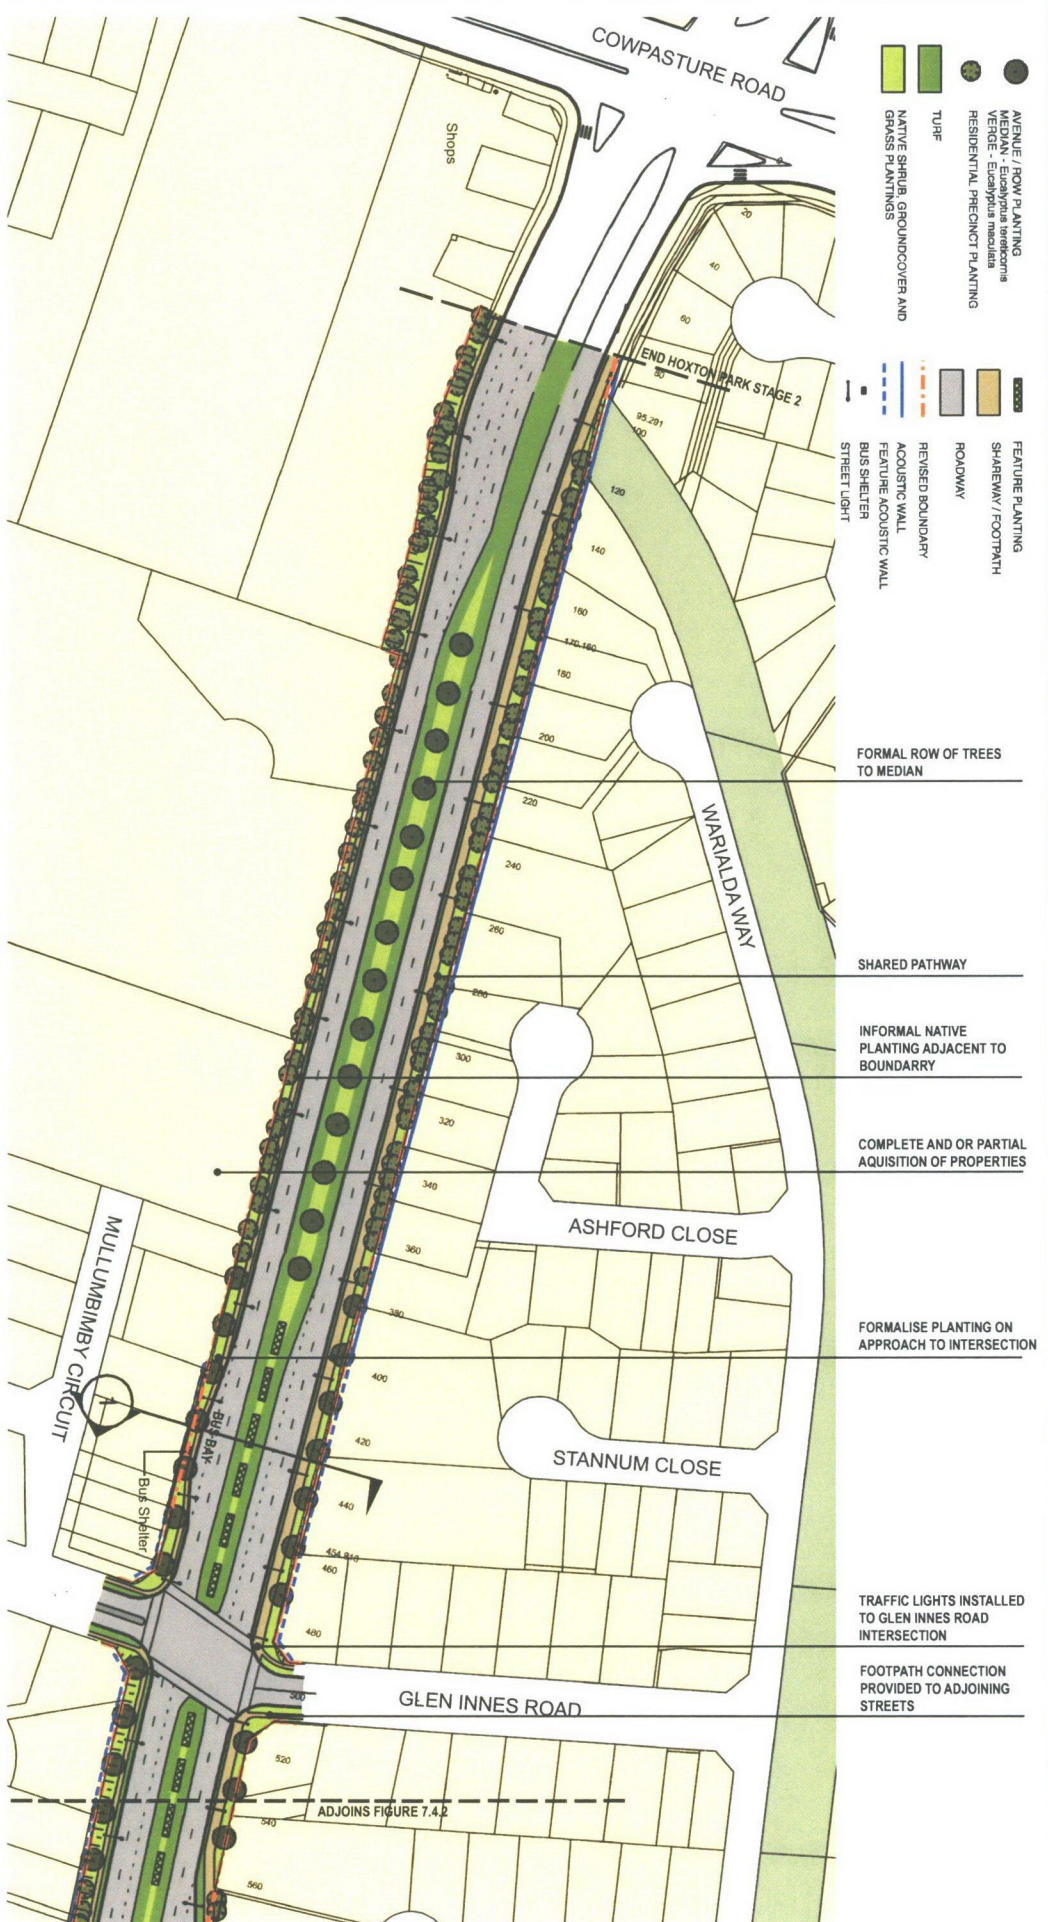 COWPASTURE ROAD
AVENUE / ROW PLANTING
MEDIAN - Eucalyptus tereticornis
VERGE - Eucalyptus maculata
RESIDENTIAL PRECINCT PLANTING
TURF
NATIVE SHRUB, GROUNDCOVER AND
GRASS PLANTINGS
FEATURE PLANTING
SHAREWAY / FOOTPATH
ROADWAY
REVISED BOUNDARY
ACOUSTIC WALL
FEATURE ACOUSTIC WALL
BUS SHELTER
STREET LIGHT
Shops
20
40
60
END HOXTON PARK STAGE 2
80
95.291
100
120
140
160
170.160
180
200
220
240
260
280
300
320
340
360
380
400
420
440
454.810
460
480
500
520
540
560
WARIALDA WAY
ASHFORD CLOSE
STANNUM CLOSE
GLEN INNES ROAD
MULLUMBIMBY CIRCUIT
BUS BAY
Bus Shelter
ADJOINS FIGURE 7.4.2
FORMAL ROW OF TREES
TO MEDIAN
SHARED PATHWAY
INFORMAL NATIVE
PLANTING ADJACENT TO
BOUNDARRY
COMPLETE AND OR PARTIAL
AQUISITION OF PROPERTIES
FORMALISE PLANTING ON
APPROACH TO INTERSECTION
TRAFFIC LIGHTS INSTALLED
TO GLEN INNES ROAD
INTERSECTION
FOOTPATH CONNECTION
PROVIDED TO ADJOINING
STREETS